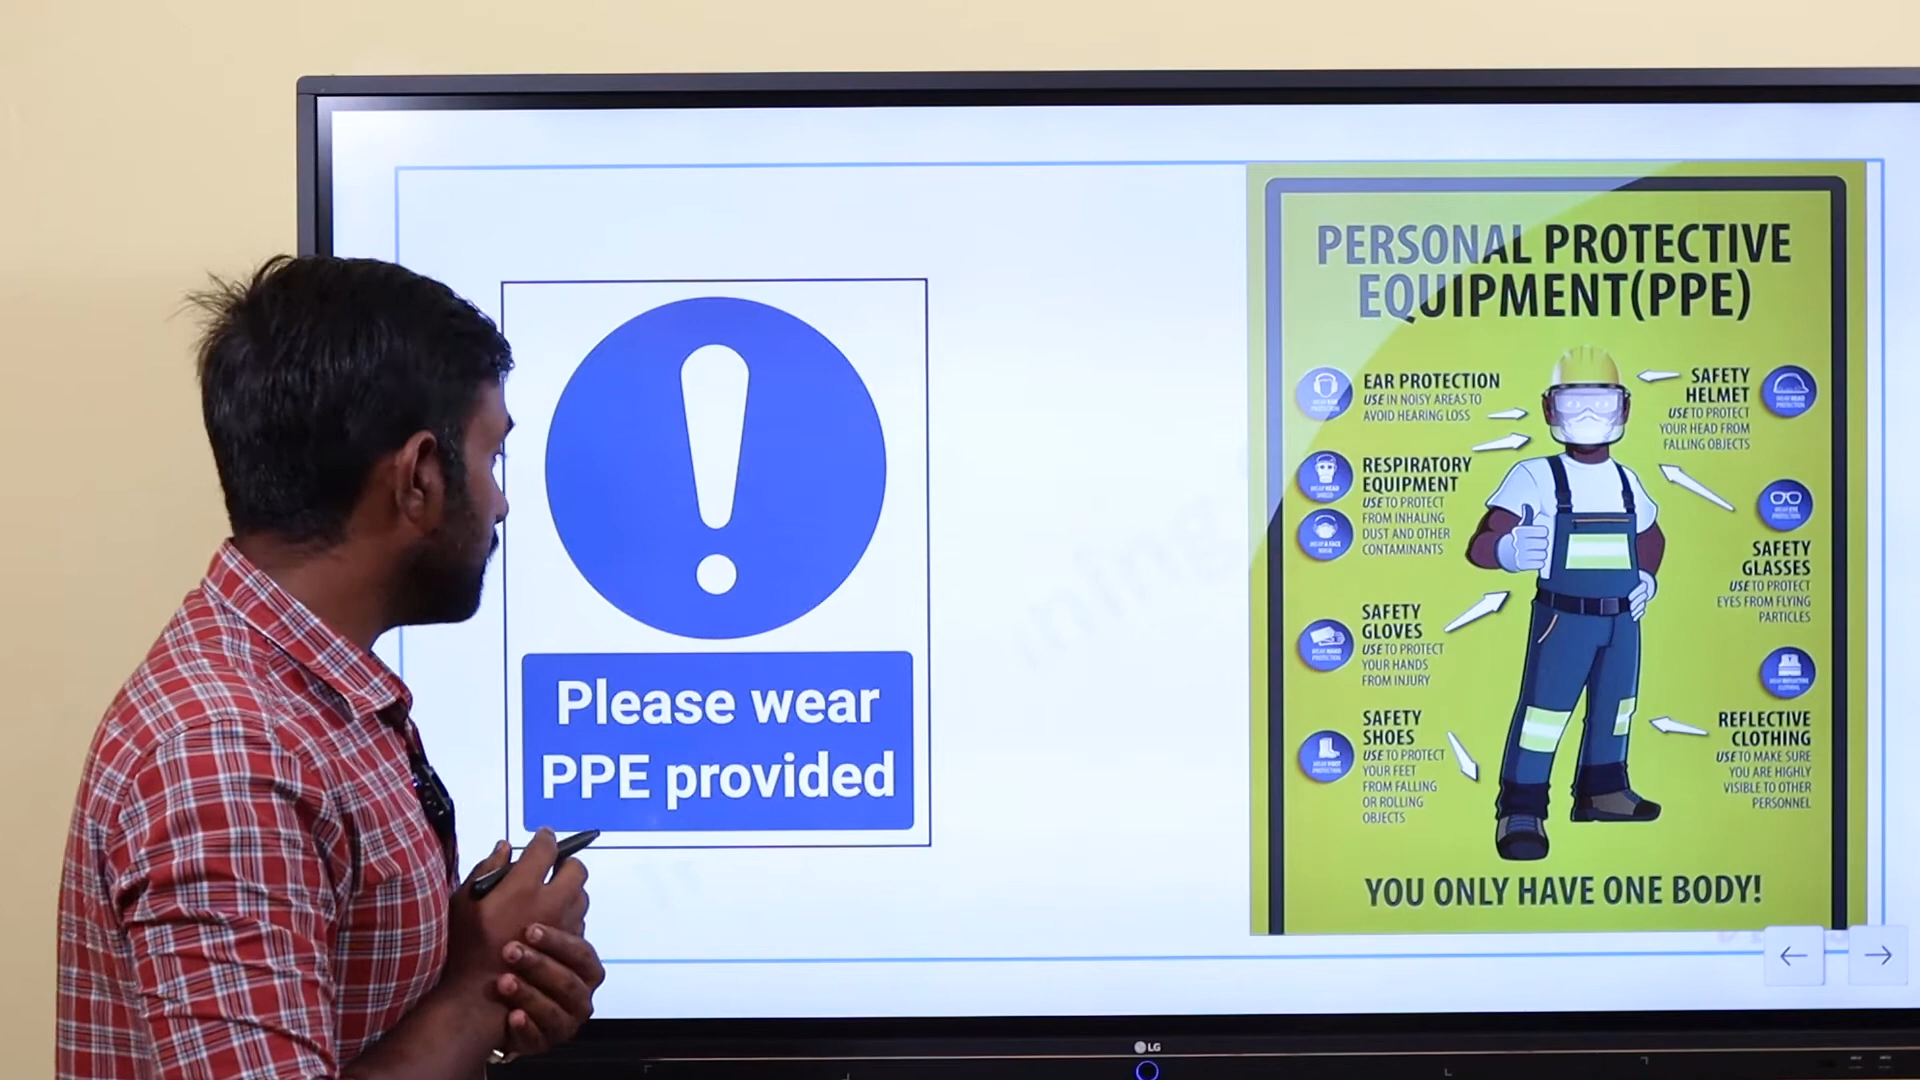 Please wear
PPE provided
PERSONAL PROTECTIVE
EQUIPMENT(PPE)
EAR PROTECTION
USE IN NOISY AREAS TO
AVOID HEARING LOSS
RESPIRATORY
EQUIPMENT
USE TO PROTECT
FROM INHALING
DUST AND OTHER
CONTAMINANTS
SAFETY
GLOVES
USE TO PROTECT
YOUR HANDS
FROM INJURY
SAFETY
SHOES
USE TO PROTECT
YOUR FEET
FROM FALLING
OR ROLLING
OBJECTS
SAFETY
HELMET
USE TO PROTECT
YOUR HEAD FROM
FALLING OBJECTS
SAFETY
GLASSES
USE TO PROTECT
EYES FROM FLYING
PARTICLES
REFLECTIVE
CLOTHING
USE TO MAKE SURE
YOU ARE HIGHLY
VISIBLE TO OTHER
PERSONNEL
YOU ONLY HAVE ONE BODY!
LG